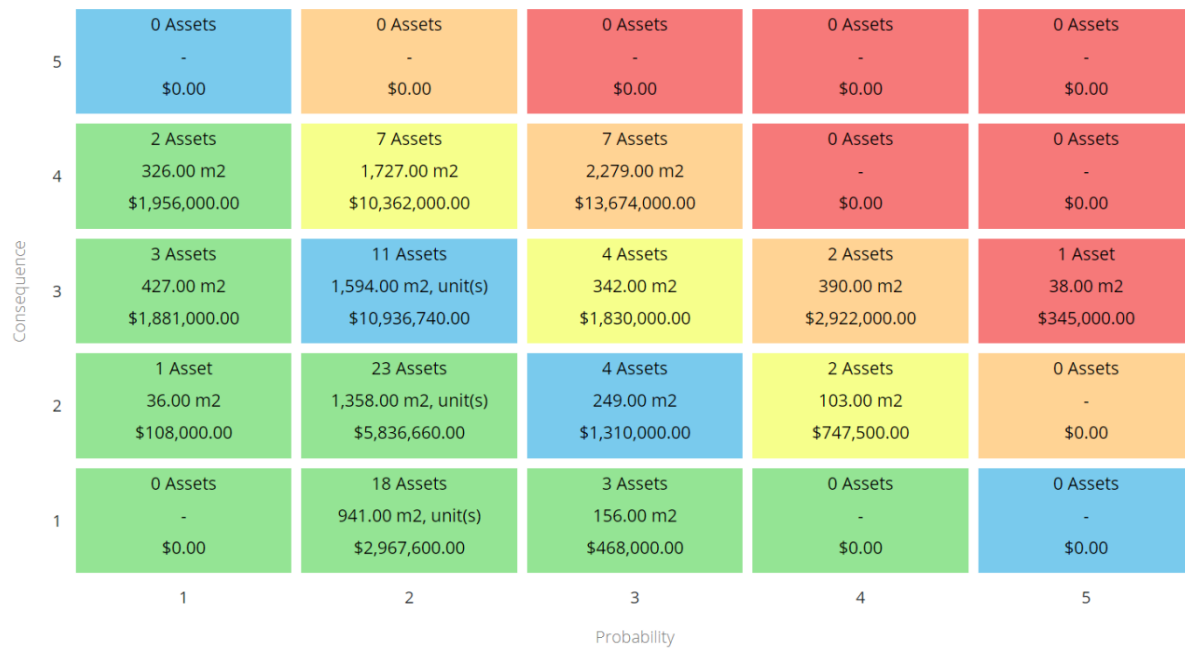 0 Assets
-
$0.00
0 Assets
-
$0.00
0 Assets
-
$0.00
0 Assets
-
$0.00
0 Assets
-
$0.00
5
2 Assets
326.00 m2
$1,956,000.00
7 Assets
1,727.00 m2
$10,362,000.00
7 Assets
2,279.00 m2
$13,674,000.00
0 Assets
-
$0.00
0 Assets
-
$0.00
4
3 Assets
427.00 m2
$1,881,000.00
11 Assets
1,594.00 m2, unit(s)
$10,936,740.00
4 Assets
342.00 m2
$1,830,000.00
2 Assets
390.00 m2
$2,922,000.00
1 Asset
38.00 m2
$345,000.00
3
Consequence
1 Asset
36.00 m2
$108,000.00
23 Assets
1,358.00 m2, unit(s)
$5,836,660.00
4 Assets
249.00 m2
$1,310,000.00
2 Assets
103.00 m2
$747,500.00
0 Assets
-
$0.00
2
0 Assets
-
$0.00
18 Assets
941.00 m2, unit(s)
$2,967,600.00
3 Assets
156.00 m2
$468,000.00
0 Assets
-
$0.00
0 Assets
-
$0.00
1
1
2
3
4
5
Probability